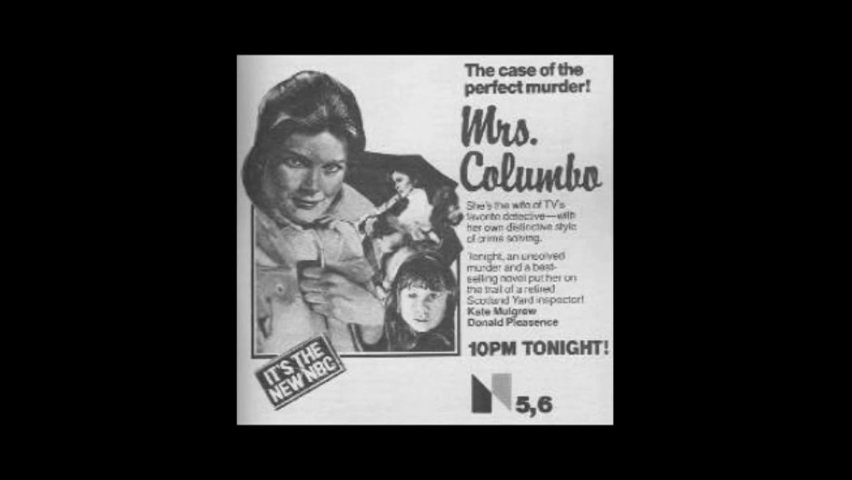 The case of the
perfect murder!
Mrs.
Columbo
She's the wife of TV's
favorite detective—with
her own distinctive style
of crime solving.
Tonight, an unsolved
murder and a best-
selling novel put her on
the trail of a retired
Scotland Yard inspector!
Kate Mulgrew
Donald Pleasence
10PM TONIGHT!
IT'S THE
NEW NBC
5,6